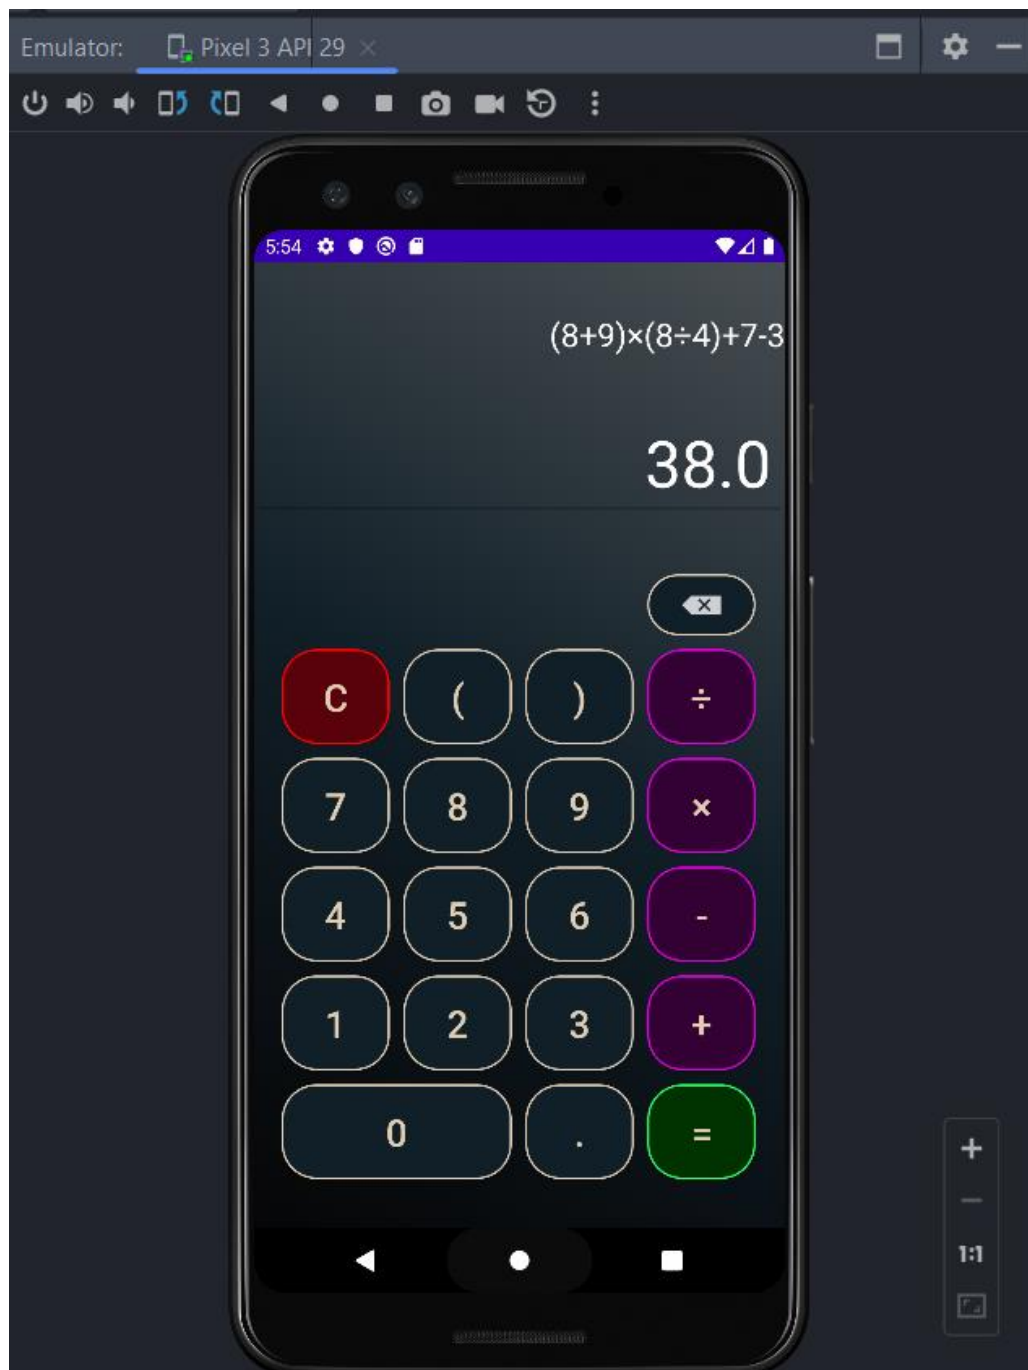 Emulator: Pixel 3 API 29
5:54
(8+9)×(8÷4)+7-3
38.0
C ( ) ÷
7 8 9 ×
4 5 6 -
1 2 3 +
0 . =
+
−
1:1